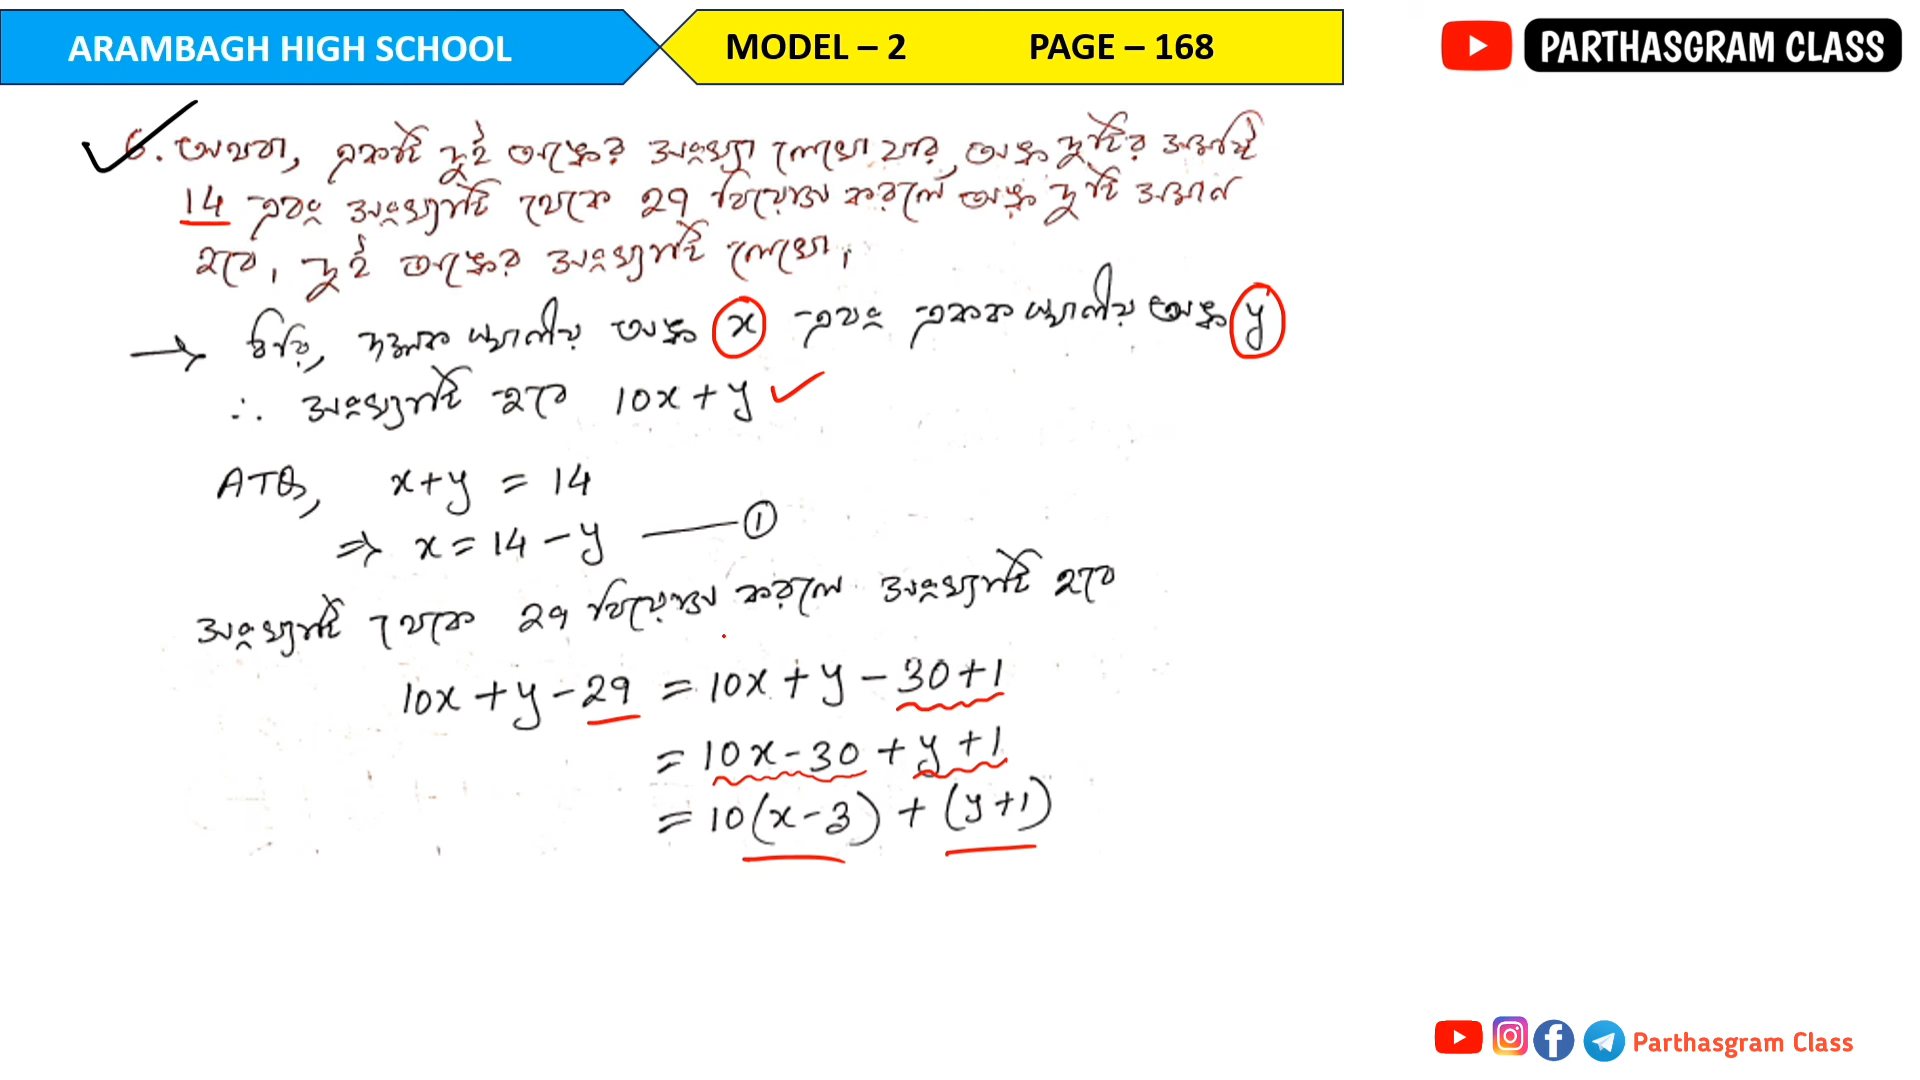 ARAMBAGH HIGH SCHOOL
MODEL – 2 PAGE – 168
PARTHASGRAM CLASS
6. অথবা, একটি দুই অঙ্কের সংখ্যা লেখো যার, অঙ্ক দুটির সমষ্টি
14 এবং সংখ্যাটি থেকে 29 বিয়োগ করলে অঙ্ক দুটি সমান
হবে, দুই অঙ্কের সংখ্যাটি লেখো।
→ ধরি, দশক স্থানীয় অঙ্ক x এবং একক স্থানীয় অঙ্ক y
∴ সংখ্যাটি হবে 10x + y
ATQ, x+y = 14
⇒ x = 14 – y —— ①
সংখ্যাটি থেকে 29 বিয়োগ করলে সংখ্যাটি হবে
10x + y – 29 = 10x + y – 30 + 1
= 10x – 30 + y + 1
= 10(x – 3) + (y+1)
Parthasgram Class